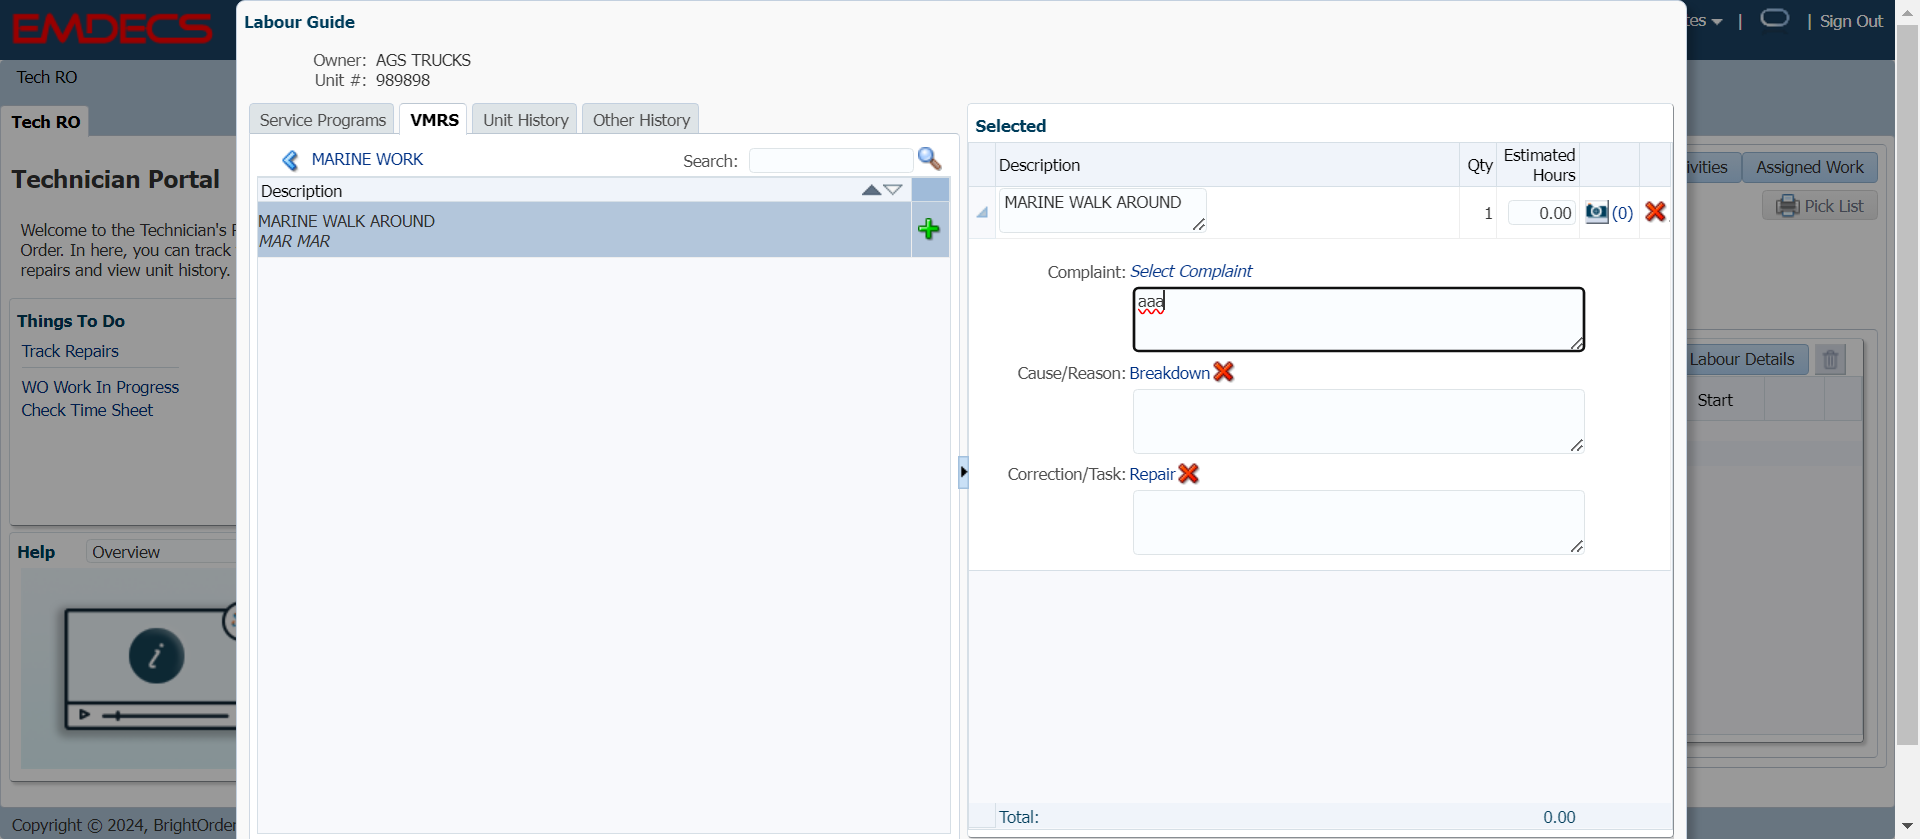 EMDECS
Labour Guide
tes
|
| Sign Out
Owner: AGS TRUCKS
Unit #: 989898
Tech RO
Tech RO
Service Programs
VMRS
Unit History
Other History
Selected
MARINE WORK
Search:
Description
MARINE WALK AROUND
MAR MAR
Description
Qty
Estimated
Hours
MARINE WALK AROUND
1
0.00
(0)
Complaint: Select Complaint
aaa
Cause/Reason: Breakdown
Correction/Task: Repair
Total:
0.00
Technician Portal
Welcome to the Technician's
Order. In here, you can track
repairs and view unit history.
Things To Do
Track Repairs
WO Work In Progress
Check Time Sheet
Help
Overview
i
ivities
Assigned Work
Pick List
Labour Details
Start
Copyright © 2024, BrightOrder